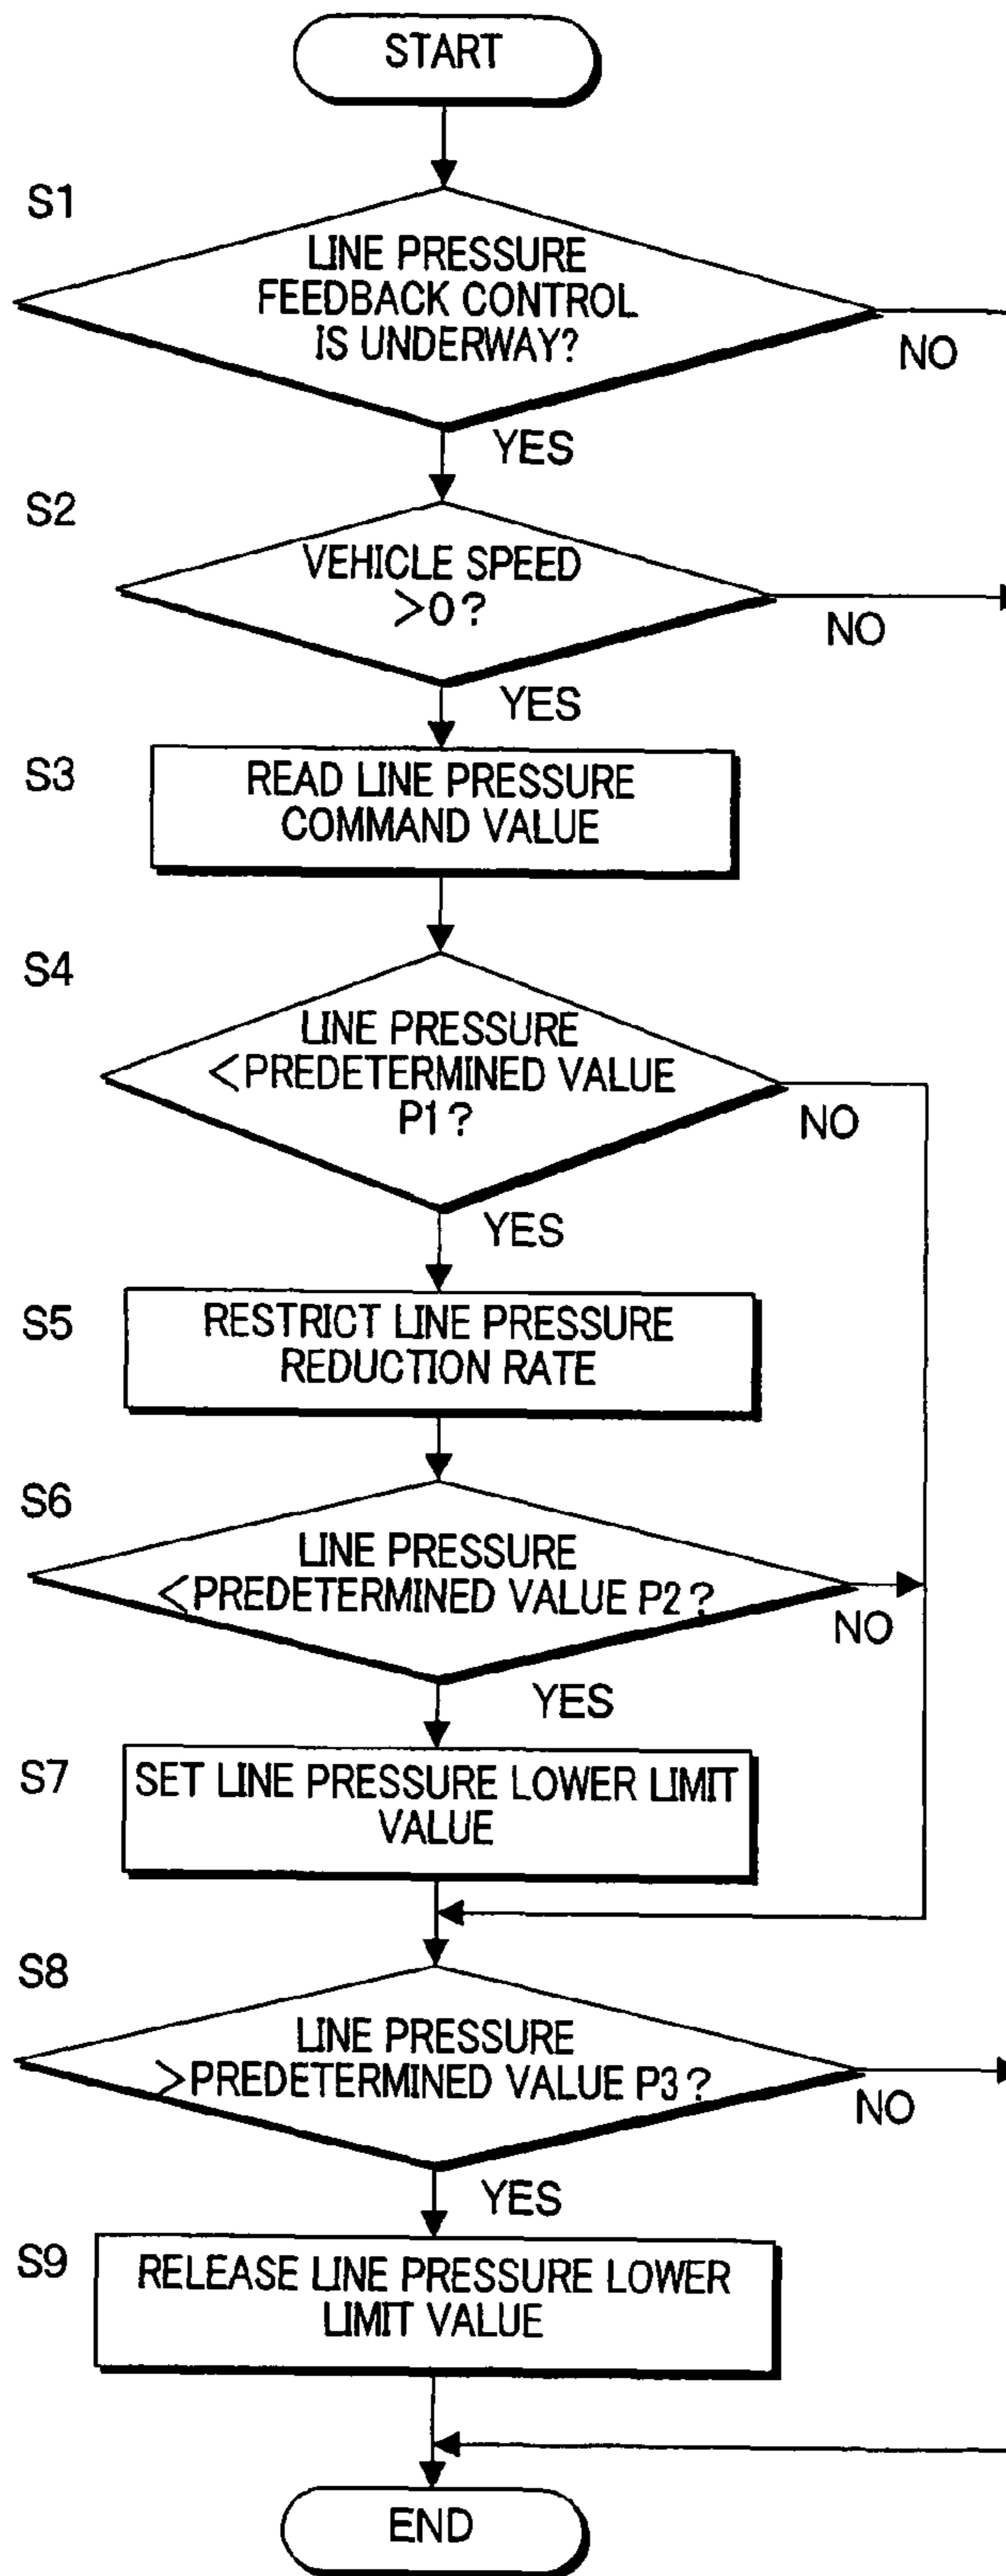 START
S1
LINE PRESSURE
FEEDBACK CONTROL
IS UNDERWAY?
NO
YES
S2
VEHICLE SPEED
>0?
NO
YES
S3
READ LINE PRESSURE
COMMAND VALUE
S4
LINE PRESSURE
<PREDETERMINED VALUE
P1?
NO
YES
S5
RESTRICT LINE PRESSURE
REDUCTION RATE
S6
LINE PRESSURE
<PREDETERMINED VALUE P2?
NO
YES
S7
SET LINE PRESSURE LOWER LIMIT
VALUE
S8
LINE PRESSURE
>PREDETERMINED VALUE P3?
NO
YES
S9
RELEASE LINE PRESSURE LOWER
LIMIT VALUE
END